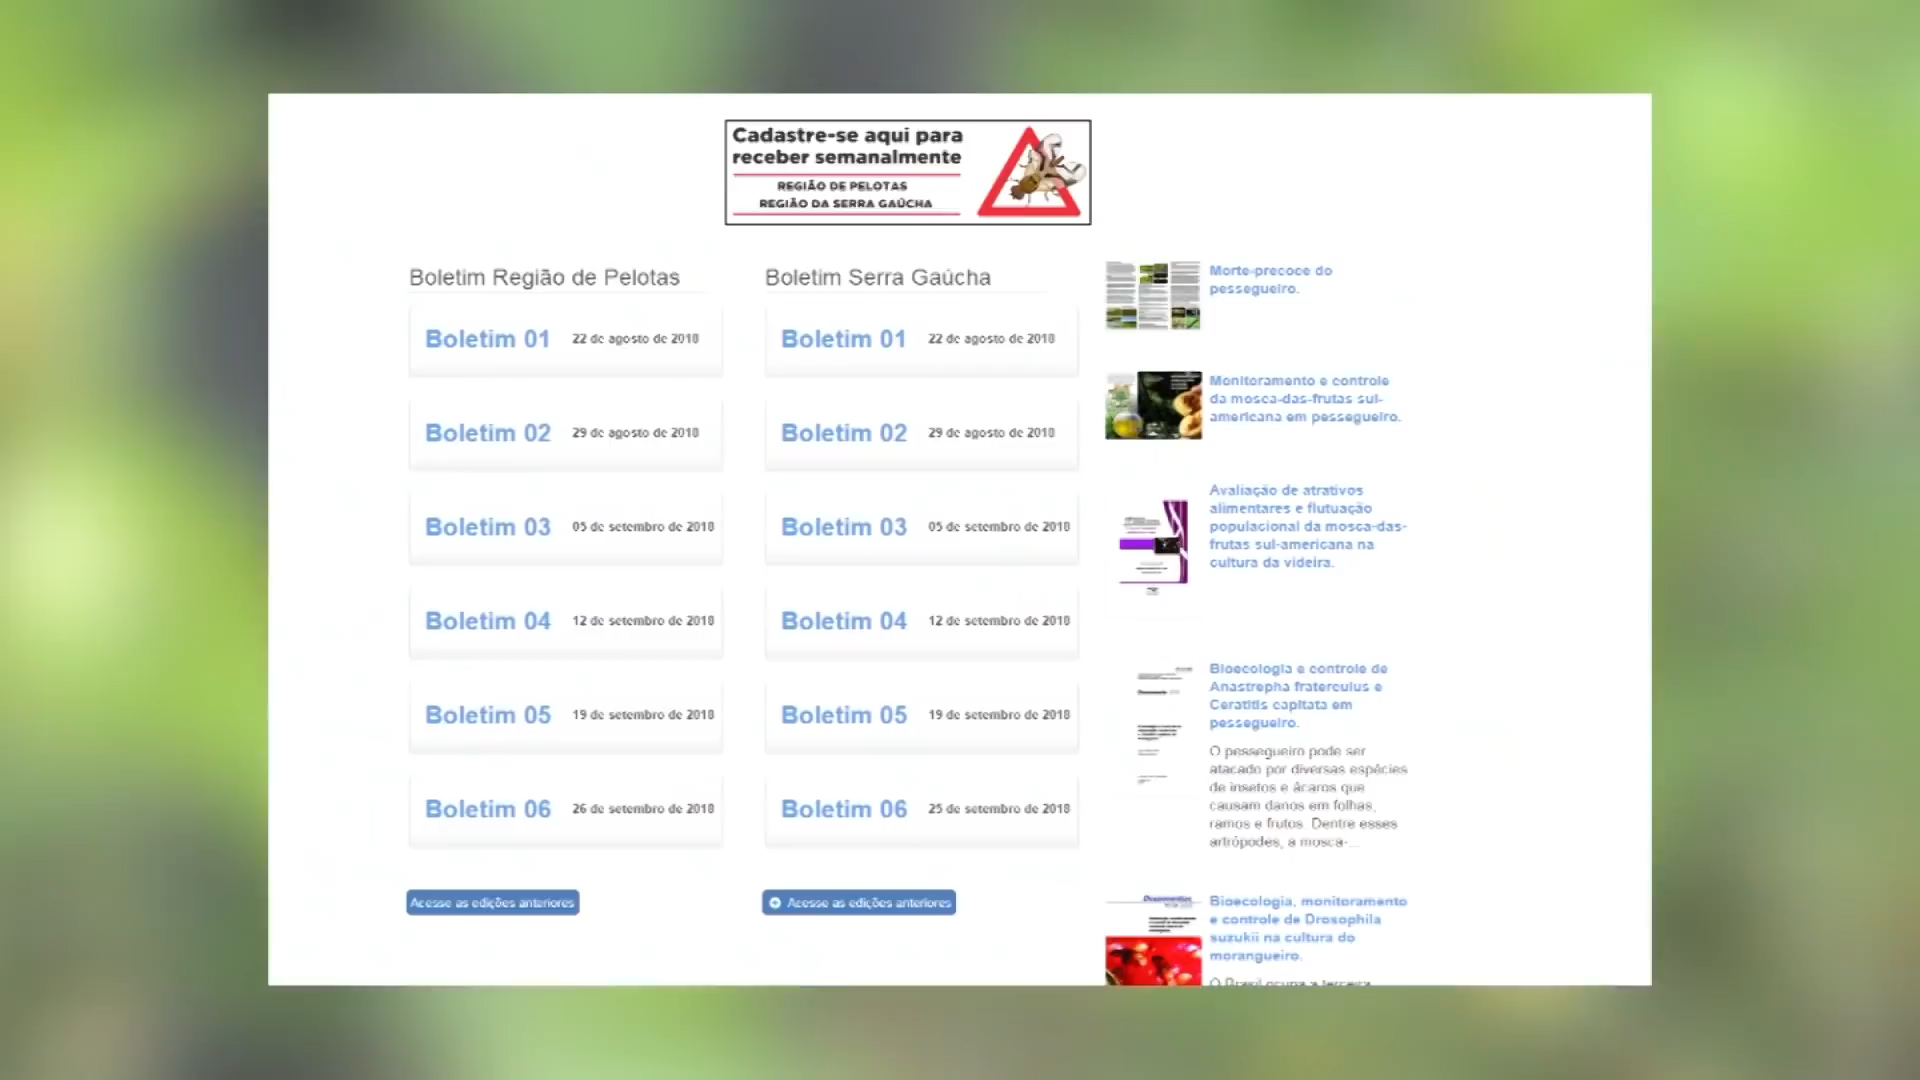 Cadastre-se aqui para
receber semanalmente
REGIÃO DE PELOTAS
REGIÃO DA SERRA GAÚCHA
Boletim Região de Pelotas
Boletim 01 22 de agosto de 2018
Boletim 02 29 de agosto de 2018
Boletim 03 05 de setembro de 2018
Boletim 04 12 de setembro de 2018
Boletim 05 19 de setembro de 2018
Boletim 06 26 de setembro de 2018
Acesse as edições anteriores
Boletim Serra Gaúcha
Boletim 01 22 de agosto de 2018
Boletim 02 29 de agosto de 2018
Boletim 03 05 de setembro de 2018
Boletim 04 12 de setembro de 2018
Boletim 05 19 de setembro de 2018
Boletim 06 25 de setembro de 2018
Acesse as edições anteriores
Morte-precoce do
pessegueiro.
Monitoramento e controle
da mosca-das-frutas sul-
americana em pessegueiro.
Avaliação de atrativos
alimentares e flutuação
populacional da mosca-das-
frutas sul-americana na
cultura da videira.
Bioecologia e controle de
Anastrepha fraterculus e
Ceratitis capitata em
pessegueiro.
O pessegueiro pode ser
atacado por diversas espécies
de insetos e ácaros que
causam danos em folhas,
ramos e frutos. Dentre esses
artrópodes, a mosca-...
Documentos
Bioecologia, monitoramento
e controle de Drosophila
suzukii na cultura do
morangueiro.
O Brasil ocupa a terceira